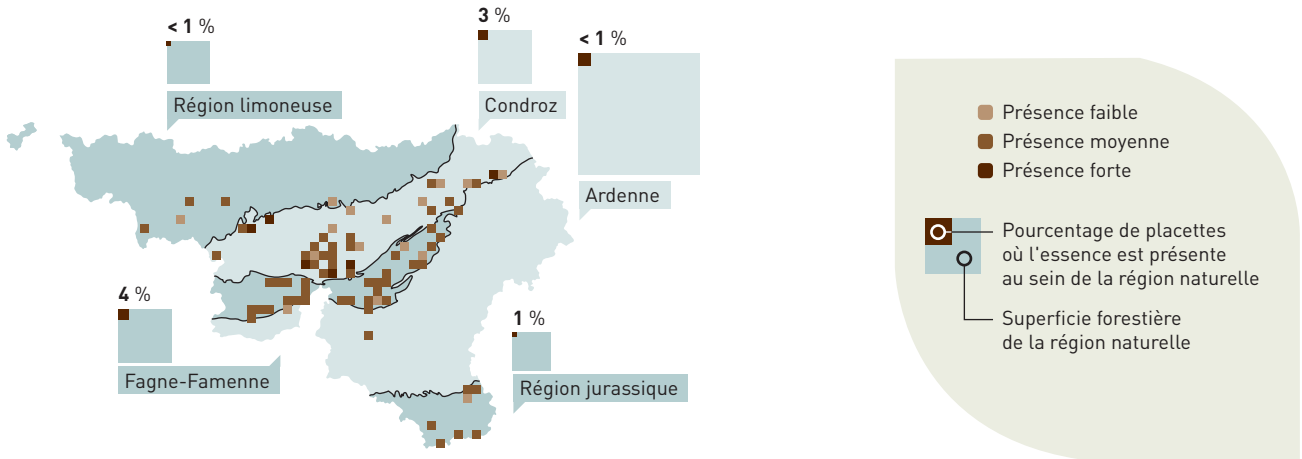 < 1 %
Région limoneuse
3 %
Condroz
< 1 %
Ardenne
4 %
Fagne-Famenne
1 %
Région jurassique
Présence faible
Présence moyenne
Présence forte
Pourcentage de placettes
où l'essence est présente
au sein de la région naturelle
Superficie forestière
de la région naturelle